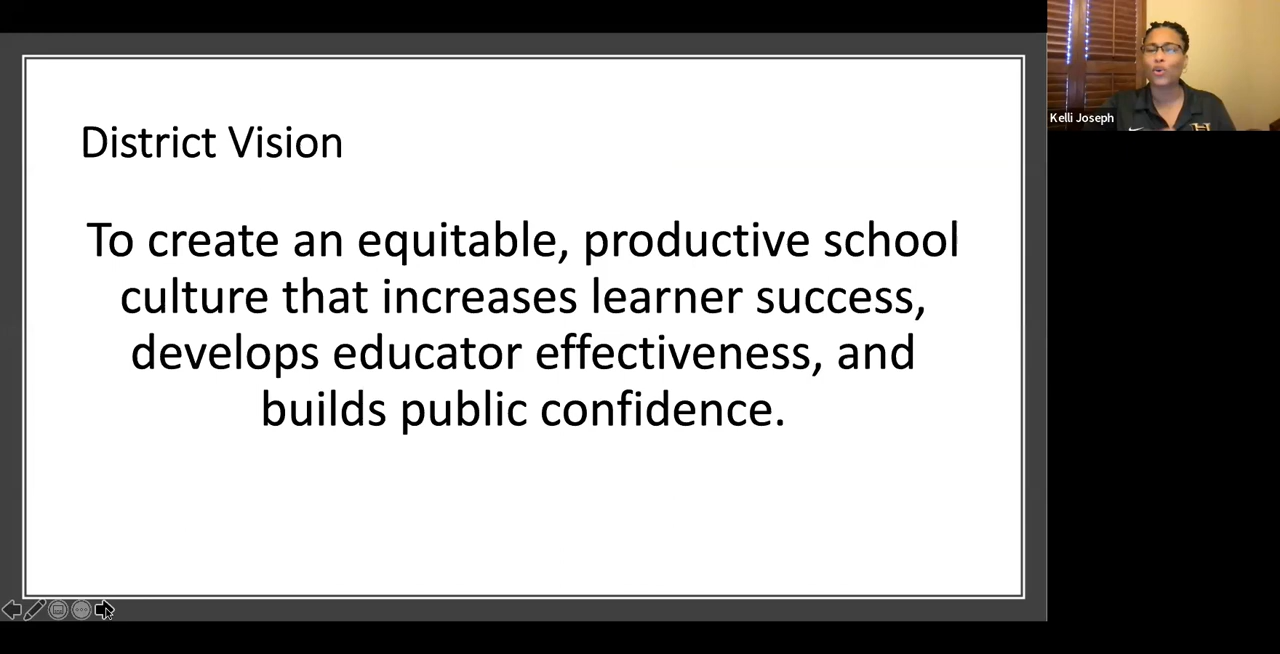 District Vision
To create an equitable, productive school
culture that increases learner success,
develops educator effectiveness, and
builds public confidence.
Kelli Joseph
H